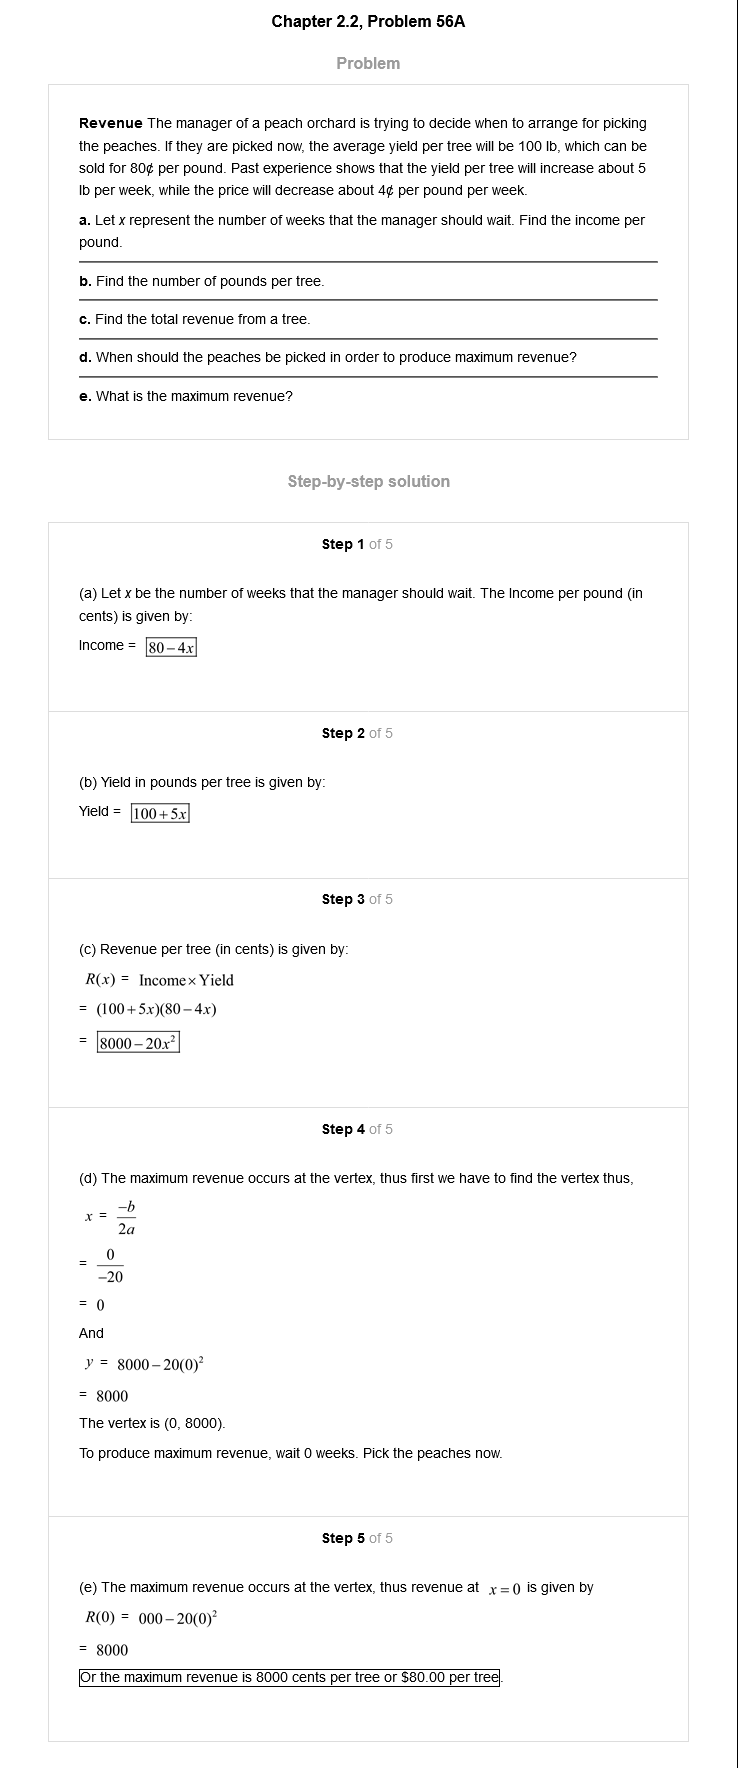 Chapter 2.2, Problem 56A
Problem
Revenue The manager of a peach orchard is trying to decide when to arrange for picking
the peaches. If they are picked now, the average yield per tree will be 100 lb, which can be
sold for 80¢ per pound. Past experience shows that the yield per tree will increase about 5
lb per week, while the price will decrease about 4¢ per pound per week.
a. Let x represent the number of weeks that the manager should wait. Find the income per
pound.
b. Find the number of pounds per tree.
c. Find the total revenue from a tree.
d. When should the peaches be picked in order to produce maximum revenue?
e. What is the maximum revenue?
Step-by-step solution
Step 1 of 5
(a) Let x be the number of weeks that the manager should wait. The Income per pound (in
cents) is given by:
Income = 80 – 4x
Step 2 of 5
(b) Yield in pounds per tree is given by:
Yield = 100 + 5x
Step 3 of 5
(c) Revenue per tree (in cents) is given by:
R(x) = Income × Yield
= (100 + 5x)(80 – 4x)
= 8000 – 20x²
Step 4 of 5
(d) The maximum revenue occurs at the vertex, thus first we have to find the vertex thus,
x = –b/2a
= 0/–20
= 0
And
y = 8000 – 20(0)²
= 8000
The vertex is (0, 8000).
To produce maximum revenue, wait 0 weeks. Pick the peaches now.
Step 5 of 5
(e) The maximum revenue occurs at the vertex, thus revenue at x = 0 is given by
R(0) = 000 – 20(0)²
= 8000
Or the maximum revenue is 8000 cents per tree or $80.00 per tree.